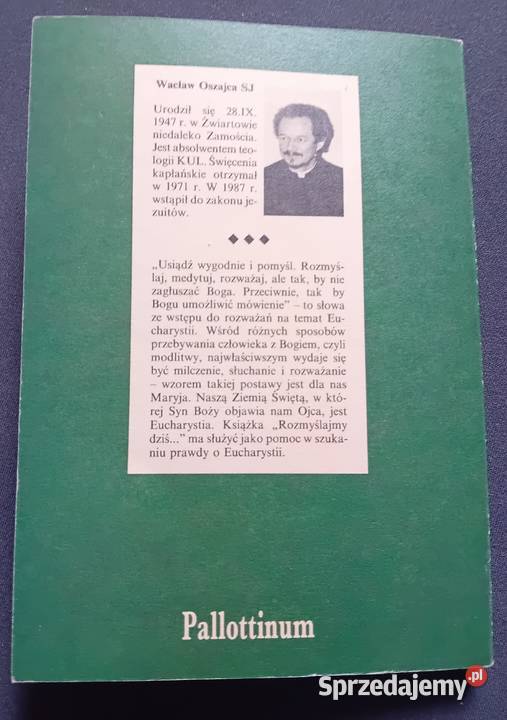 Wacław Oszajca SJ
Urodził się 28.IX.
1947 r. w Żwiartowie
niedaleko Zamościa.
Jest absolwentem teo-
logii KUL. Święcenia
kapłańskie otrzymał
w 1971 r. W 1987 r.
wstąpił do zakonu je-
zuitów.
◆ ◆ ◆
„Usiądź wygodnie i pomyśl. Rozmyś-
laj, medytuj, rozważaj, ale tak, by nie
zagłuszać Boga. Przeciwnie, tak by
Bogu umożliwić mówienie” – to słowa
ze wstępu do rozważań na temat Eu-
charystii. Wśród różnych sposobów
przebywania człowieka z Bogiem, czyli
modlitwy, najwłaściwszym wydaje się
być milczenie, słuchanie i rozważanie
– wzorem takiej postawy jest dla nas
Maryja. Naszą Ziemią Świętą, w któ-
rej Syn Boży objawia nam Ojca, jest
Eucharystia. Książka „Rozmyślajmy
dziś...” ma służyć jako pomoc w szuka-
niu prawdy o Eucharystii.
Pallottinum
Sprzedajemy.pl